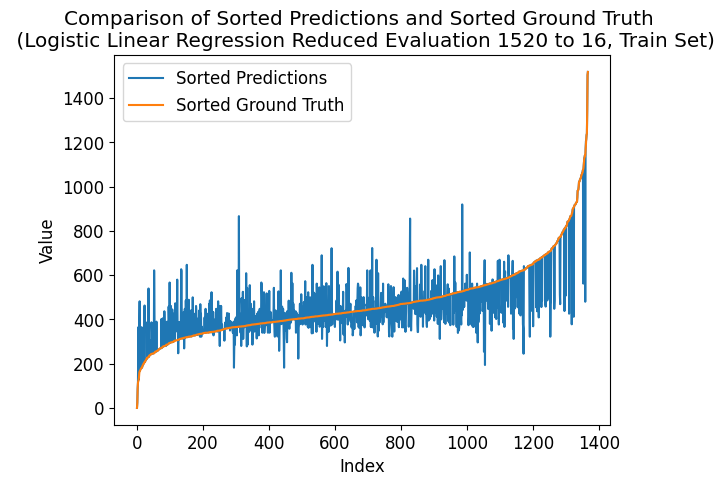 Comparison of Sorted Predictions and Sorted Ground Truth
(Logistic Linear Regression Reduced Evaluation 1520 to 16, Train Set)
Sorted Predictions
Sorted Ground Truth
1400
1200
1000
800
600
400
200
0
Value
0 200 400 600 800 1000 1200 1400
Index